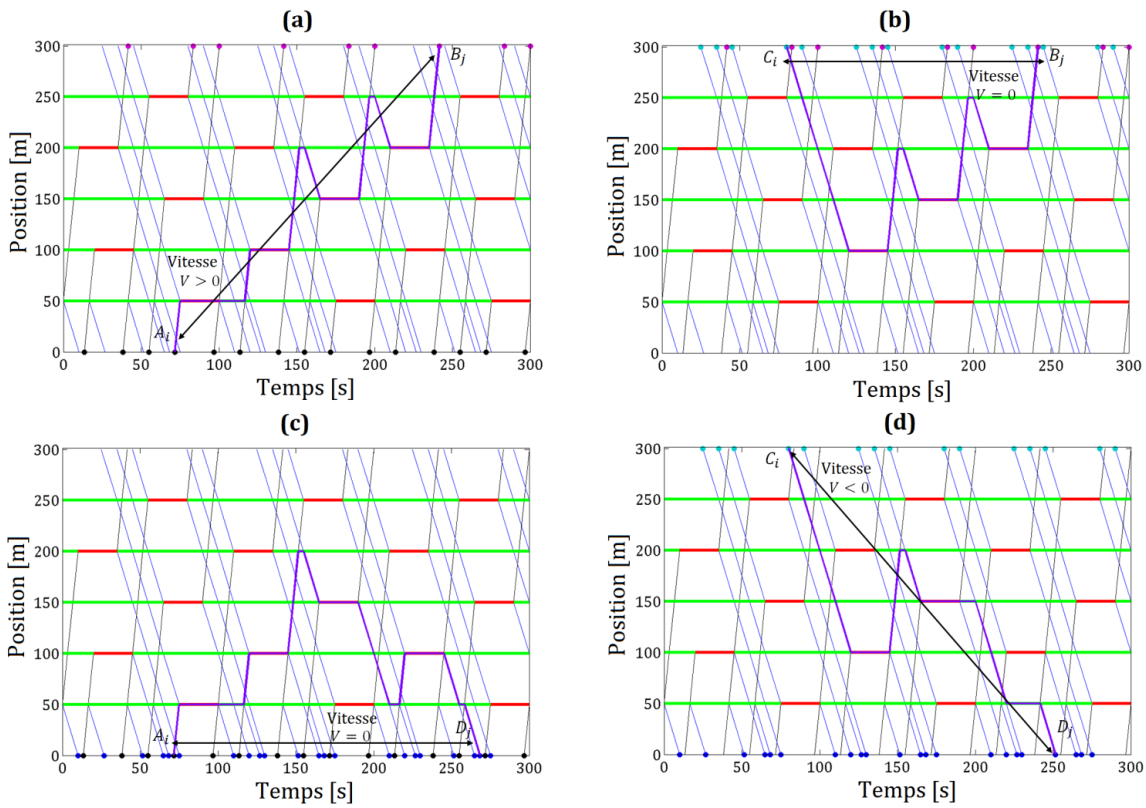 (a)
300
250
200
150
100
50
0
Position [m]
B_j
Vitesse
V > 0
A_i
0 50 100 150 200 250 300
Temps [s]
(b)
300
250
200
150
100
50
0
Position [m]
C_i
B_j
Vitesse
V = 0
0 50 100 150 200 250 300
Temps [s]
(c)
300
250
200
150
100
50
0
Position [m]
Vitesse
V = 0
A_i
D_j
0 50 100 150 200 250 300
Temps [s]
(d)
300
250
200
150
100
50
0
Position [m]
C_i
Vitesse
V < 0
D_j
0 50 100 150 200 250 300
Temps [s]